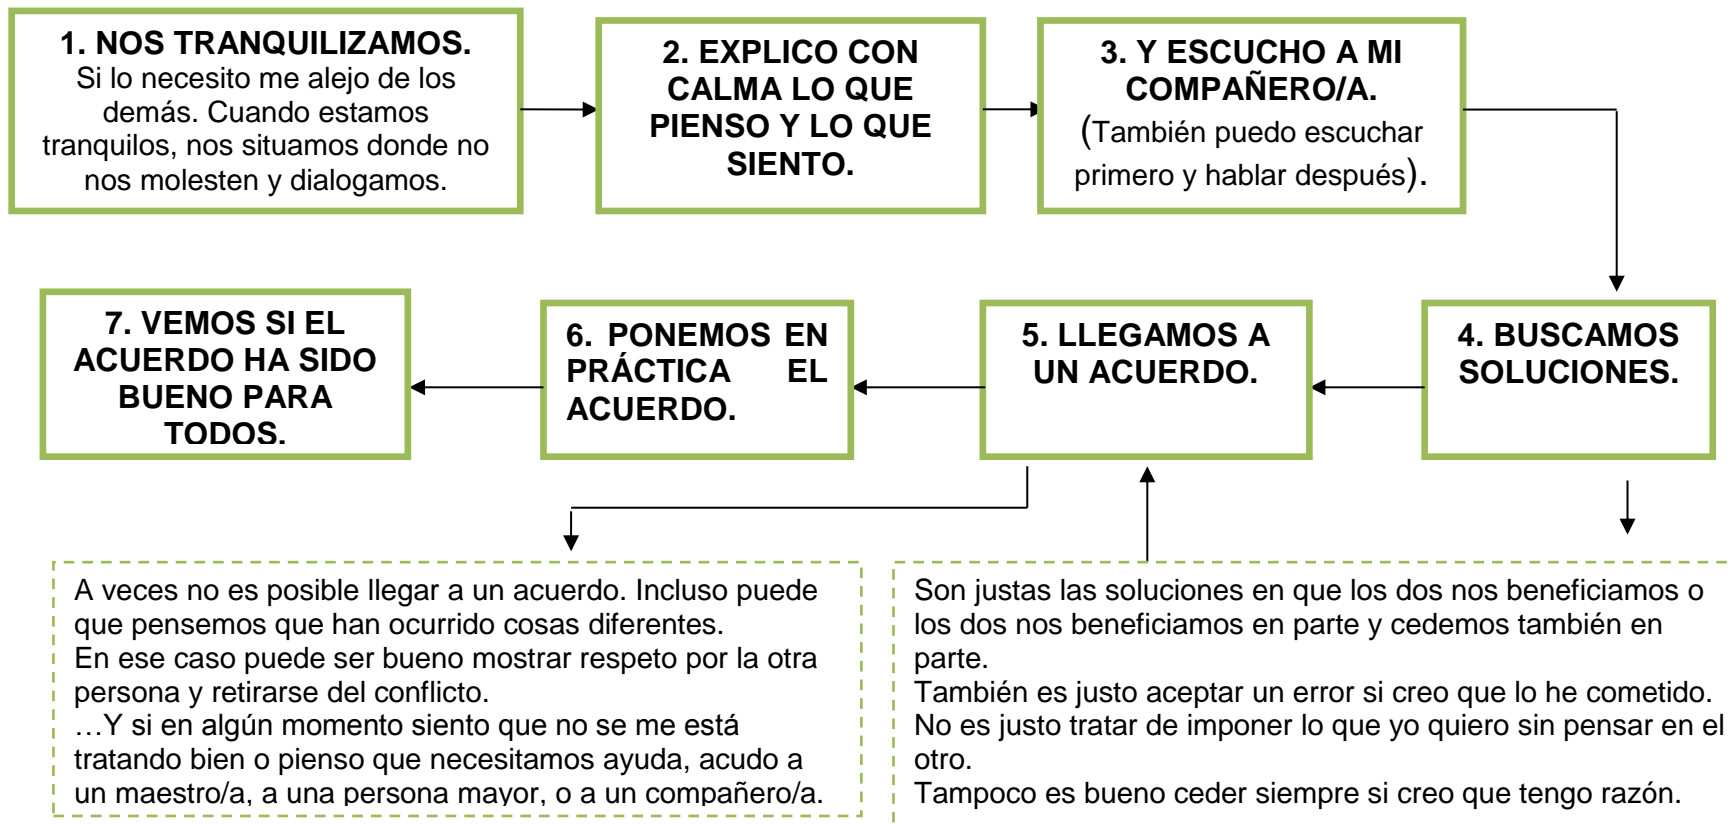 1. NOS TRANQUILIZAMOS.
Si lo necesito me alejo de los
demás. Cuando estamos
tranquilos, nos situamos donde no
nos molesten y dialogamos.
2. EXPLICO CON
CALMA LO QUE
PIENSO Y LO QUE
SIENTO.
3. Y ESCUCHO A MI
COMPAÑERO/A.
(También puedo escuchar
primero y hablar después).
4. BUSCAMOS
SOLUCIONES.
5. LLEGAMOS A
UN ACUERDO.
6. PONEMOS EN
PRÁCTICA EL
ACUERDO.
7. VEMOS SI EL
ACUERDO HA SIDO
BUENO PARA
TODOS.
A veces no es posible llegar a un acuerdo. Incluso puede
que pensemos que han ocurrido cosas diferentes.
En ese caso puede ser bueno mostrar respeto por la otra
persona y retirarse del conflicto.
…Y si en algún momento siento que no se me está
tratando bien o pienso que necesitamos ayuda, acudo a
un maestro/a, a una persona mayor, o a un compañero/a.
Son justas las soluciones en que los dos nos beneficiamos o
los dos nos beneficiamos en parte y cedemos también en
parte.
También es justo aceptar un error si creo que lo he cometido.
No es justo tratar de imponer lo que yo quiero sin pensar en el
otro.
Tampoco es bueno ceder siempre si creo que tengo razón.